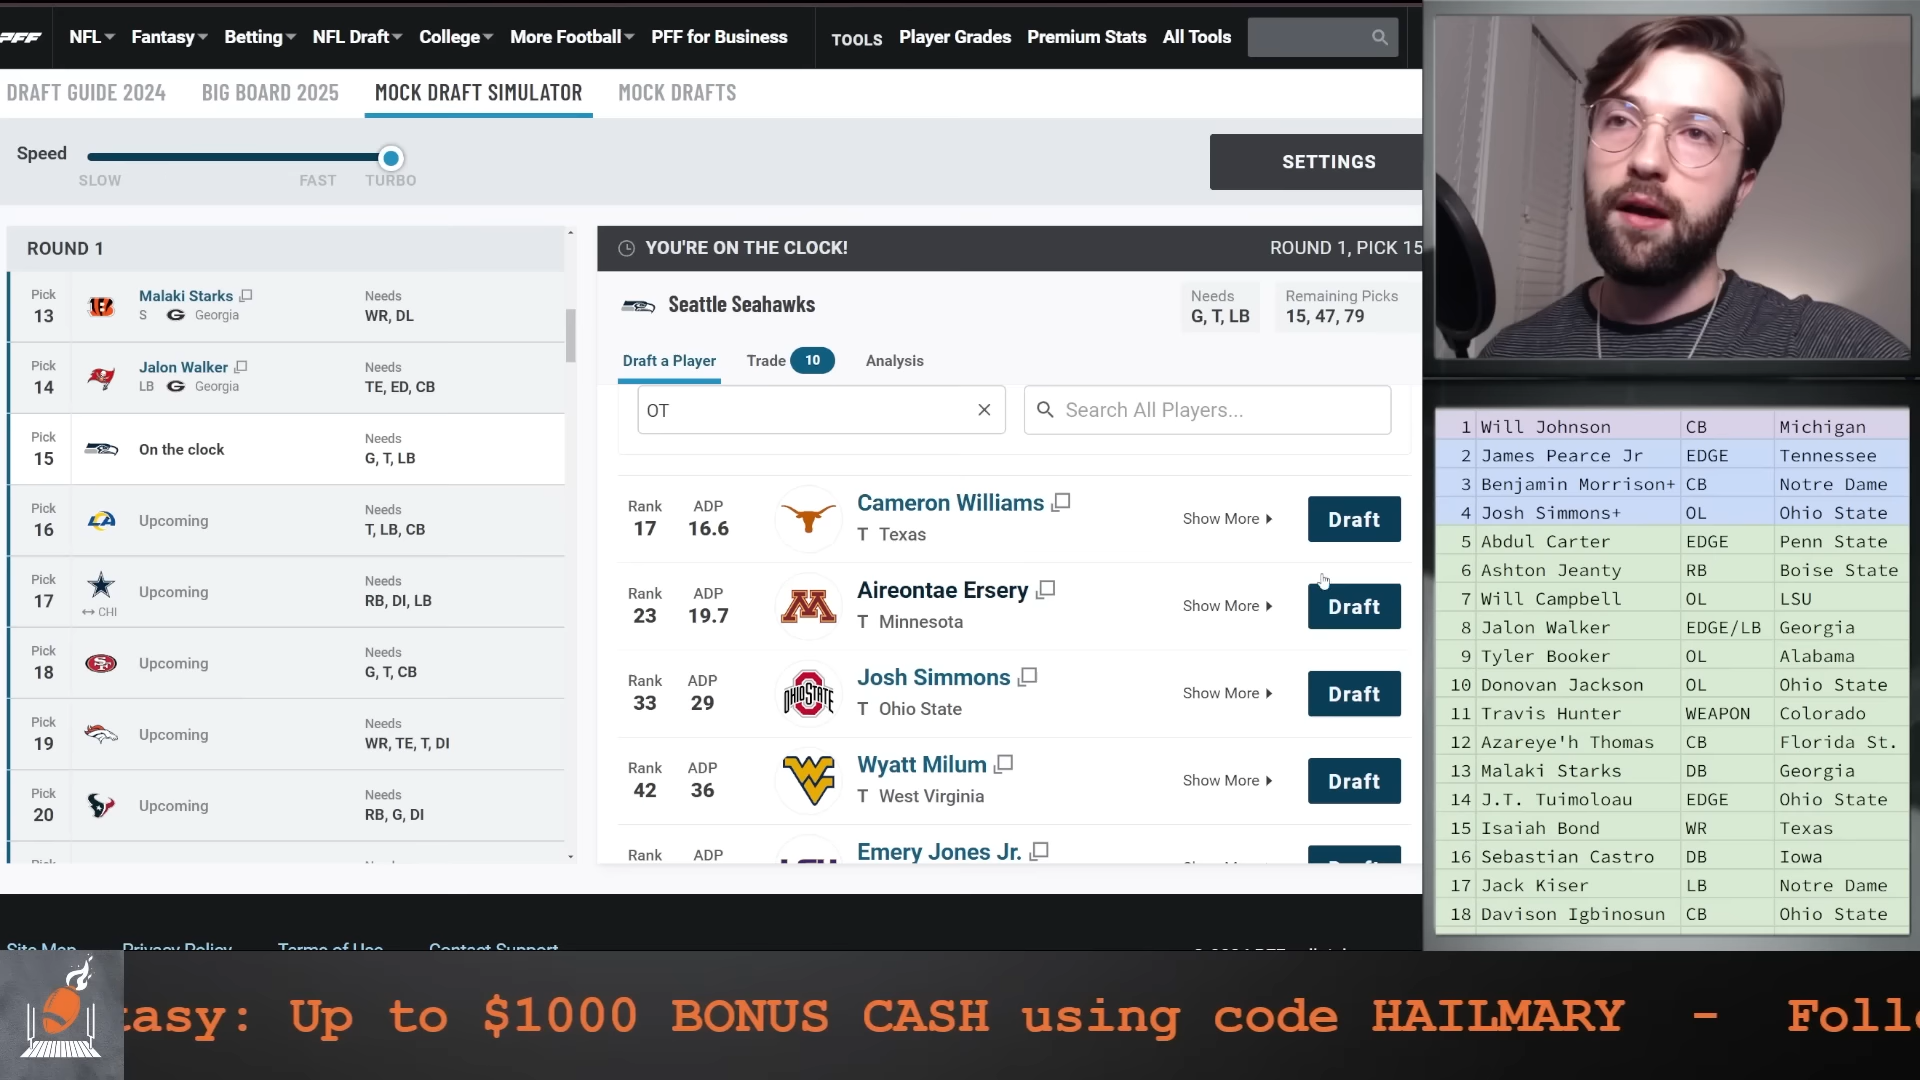 PFF NFL Fantasy Betting NFL Draft College More Football PFF for Business TOOLS Player Grades Premium Stats All Tools
DRAFT GUIDE 2024 BIG BOARD 2025 MOCK DRAFT SIMULATOR MOCK DRAFTS
Speed
SLOW FAST TURBO
SETTINGS
ROUND 1
Pick 13
Malaki Starks
S G Georgia
Needs
WR, DL
Pick 14
Jalon Walker
LB G Georgia
Needs
TE, ED, CB
Pick 15
On the clock
Needs
G, T, LB
Pick 16
Upcoming
Needs
T, LB, CB
Pick 17
CHI
Upcoming
Needs
RB, DI, LB
Pick 18
Upcoming
Needs
G, T, CB
Pick 19
Upcoming
Needs
WR, TE, T, DI
Pick 20
Upcoming
Needs
RB, G, DI
YOU'RE ON THE CLOCK! ROUND 1, PICK 15
Seattle Seahawks
Needs
G, T, LB
Remaining Picks
15, 47, 79
Draft a Player Trade 10 Analysis
OT Search All Players...
Rank 17 ADP 16.6
Cameron Williams
T Texas
Show More Draft
Rank 23 ADP 19.7
Aireontae Ersery
T Minnesota
Show More Draft
Rank 33 ADP 29
OHIO STATE
Josh Simmons
T Ohio State
Show More Draft
Rank 42 ADP 36
Wyatt Milum
T West Virginia
Show More Draft
Rank ADP
Emery Jones Jr.
Draft
Site Map Privacy Policy Terms of Use Contact Support
1 Will Johnson CB Michigan
2 James Pearce Jr EDGE Tennessee
3 Benjamin Morrison+ CB Notre Dame
4 Josh Simmons+ OL Ohio State
5 Abdul Carter EDGE Penn State
6 Ashton Jeanty RB Boise State
7 Will Campbell OL LSU
8 Jalon Walker EDGE/LB Georgia
9 Tyler Booker OL Alabama
10 Donovan Jackson OL Ohio State
11 Travis Hunter WEAPON Colorado
12 Azareye'h Thomas CB Florida St.
13 Malaki Starks DB Georgia
14 J.T. Tuimoloau EDGE Ohio State
15 Isaiah Bond WR Texas
16 Sebastian Castro DB Iowa
17 Jack Kiser LB Notre Dame
18 Davison Igbinosun CB Ohio State
tasy: Up to $1000 BONUS CASH using code HAILMARY - Foll